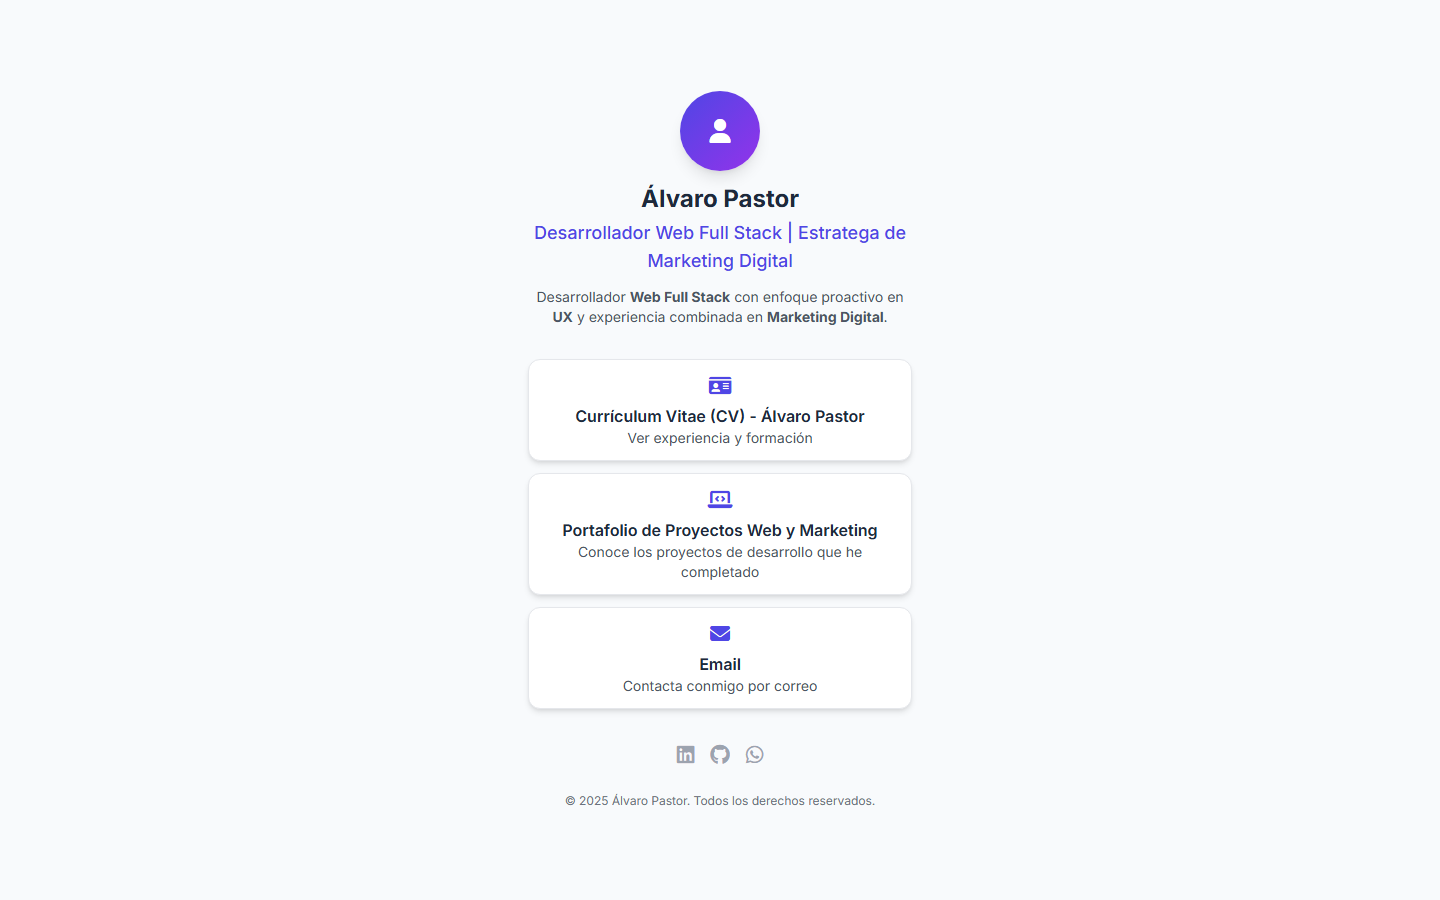 Álvaro Pastor
Desarrollador Web Full Stack | Estratega de
Marketing Digital
Desarrollador Web Full Stack con enfoque proactivo en
UX y experiencia combinada en Marketing Digital.
Currículum Vitae (CV) - Álvaro Pastor
Ver experiencia y formación
Portafolio de Proyectos Web y Marketing
Conoce los proyectos de desarrollo que he
completado
Email
Contacta conmigo por correo
© 2025 Álvaro Pastor. Todos los derechos reservados.